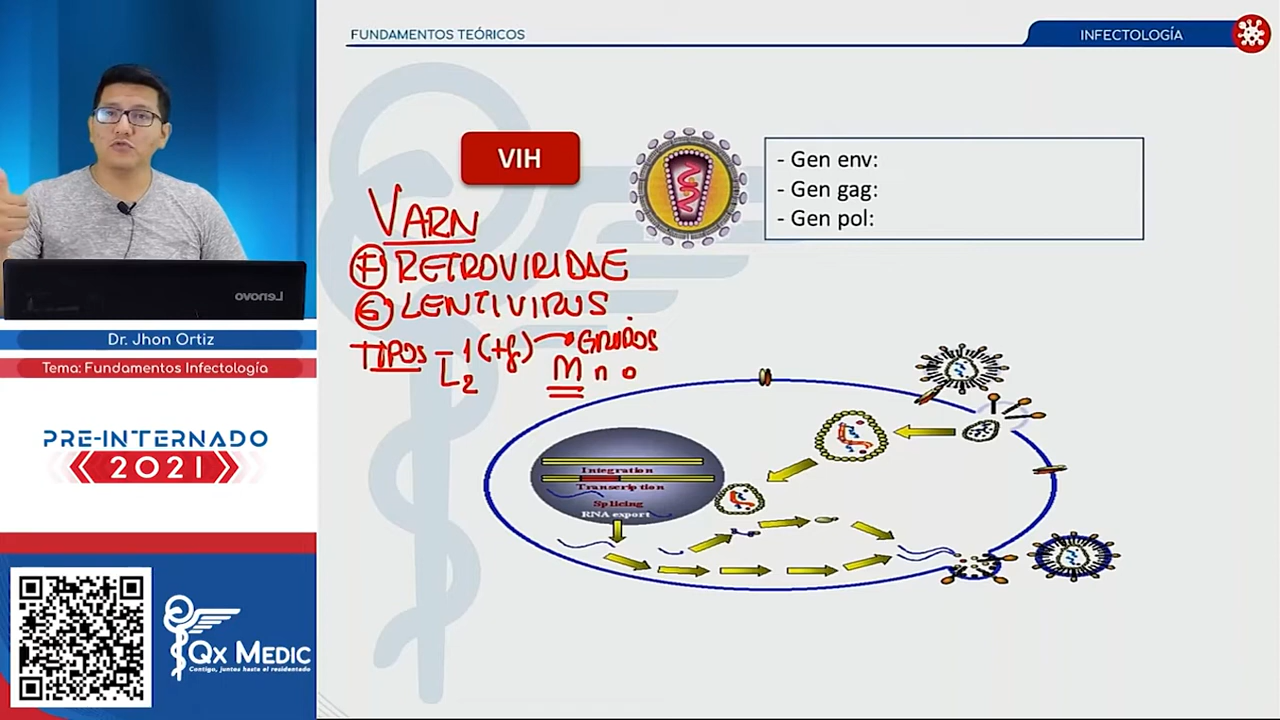 FUNDAMENTOS TEÓRICOS
INFECTOLOGÍA
VIH
- Gen env:
- Gen gag:
- Gen pol:
VARN
F RETROVIRIDAE
G LENTIVIRUS
TIPOS 1 (+f) → GRUPOS
2 M n o
Integration
Transcription
Splicing
RNA export
Lenovo
Dr. Jhon Ortiz
Tema: Fundamentos Infectología
PRE-INTERNADO
2021
QX MEDIC
Contigo, juntos hasta el residentado